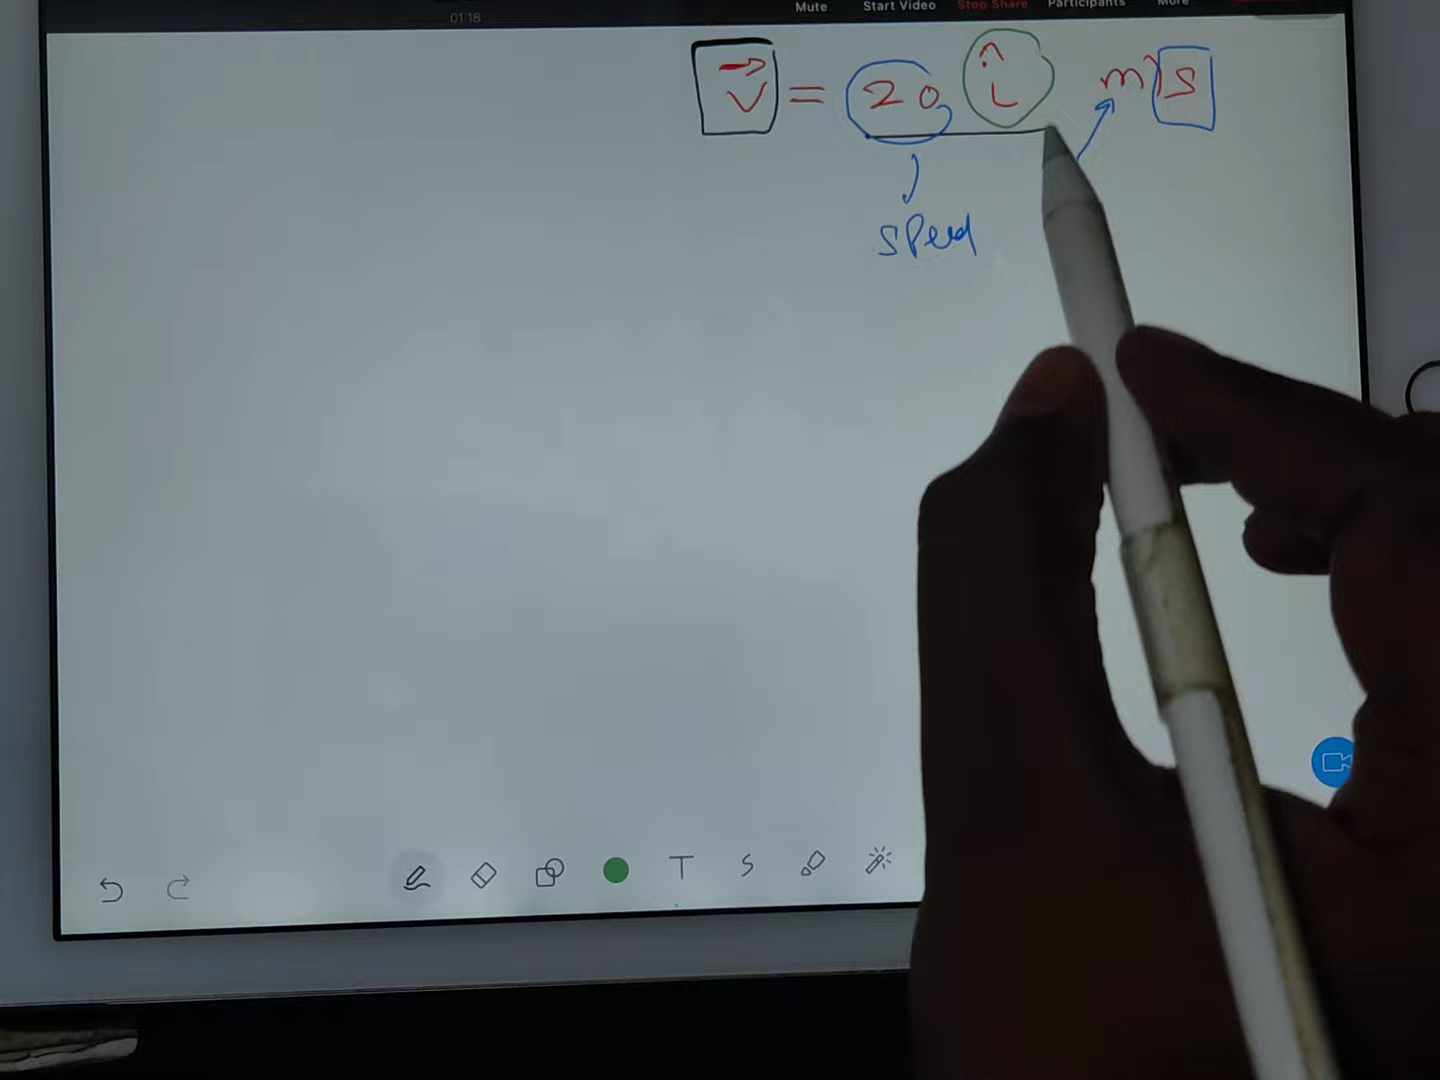 01:18 Mute Start Video Stop Share Participants More
v⃗ = 20 î m/s
speed
T